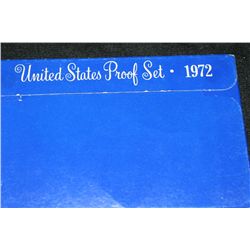 United States Proof Set · 1972